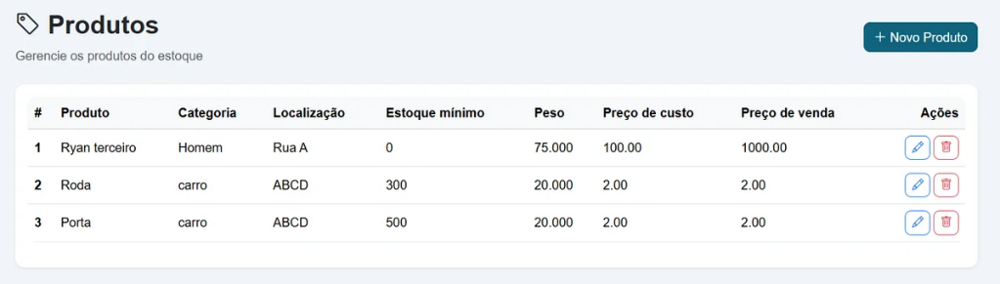 Produtos
Gerencie os produtos do estoque
+ Novo Produto
# Produto Categoria Localização Estoque mínimo Peso Preço de custo Preço de venda Ações
1 Ryan terceiro Homem Rua A 0 75.000 100.00 1000.00
2 Roda carro ABCD 300 20.000 2.00 2.00
3 Porta carro ABCD 500 20.000 2.00 2.00